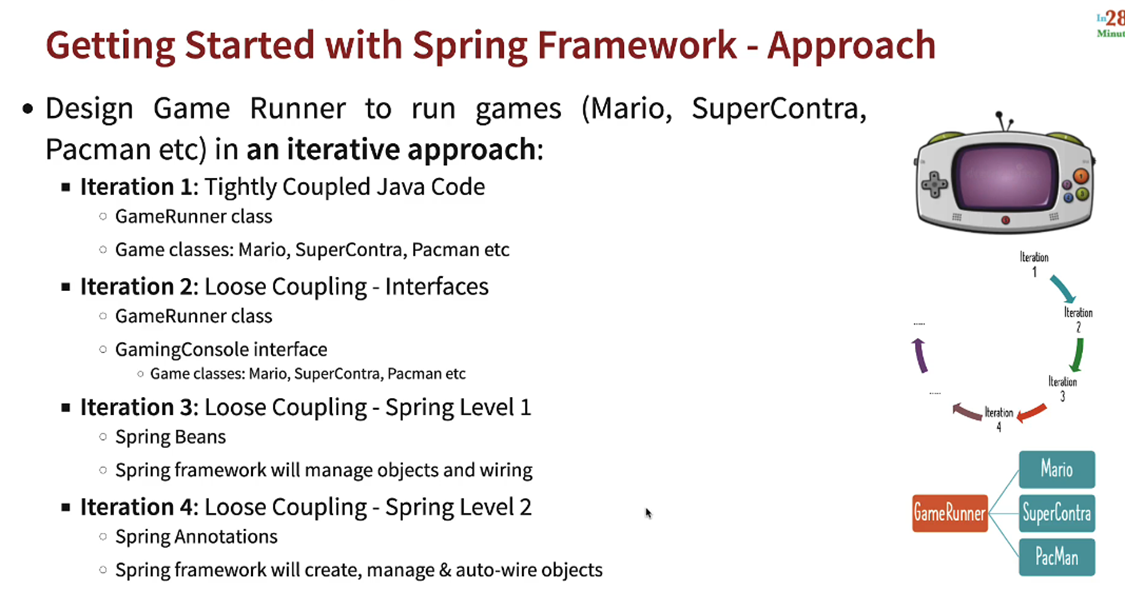 Getting Started with Spring Framework - Approach
In28
Minut
• Design Game Runner to run games (Mario, SuperContra,
Pacman etc) in an iterative approach:
▪ Iteration 1: Tightly Coupled Java Code
○ GameRunner class
○ Game classes: Mario, SuperContra, Pacman etc
▪ Iteration 2: Loose Coupling - Interfaces
○ GameRunner class
○ GamingConsole interface
○ Game classes: Mario, SuperContra, Pacman etc
▪ Iteration 3: Loose Coupling - Spring Level 1
○ Spring Beans
○ Spring framework will manage objects and wiring
▪ Iteration 4: Loose Coupling - Spring Level 2
○ Spring Annotations
○ Spring framework will create, manage & auto-wire objects
Iteration
1
Iteration
2
Iteration
3
Iteration
4
......
......
GameRunner
Mario
SuperContra
PacMan